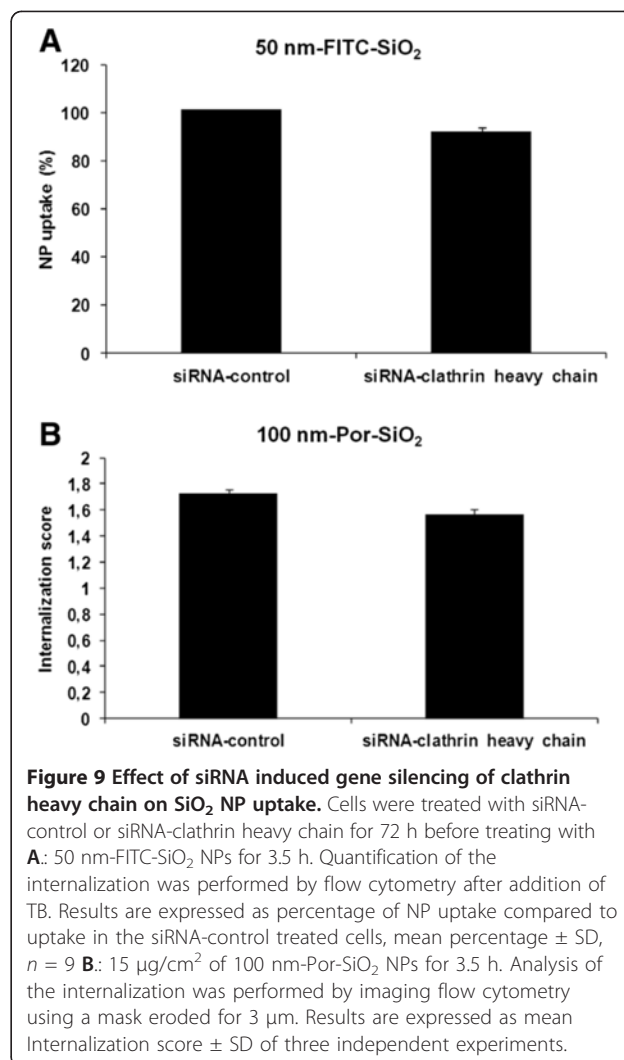 A
50 nm-FITC-SiO₂
120
100
80
60
40
20
0
NP uptake (%)
siRNA-control siRNA-clathrin heavy chain
B
100 nm-Por-SiO₂
2
1,8
1,6
1,4
1,2
1
0,8
0,6
0,4
0,2
0
Internalization score
siRNA-control siRNA-clathrin heavy chain
Figure 9 Effect of siRNA induced gene silencing of clathrin
heavy chain on SiO₂ NP uptake. Cells were treated with siRNA-
control or siRNA-clathrin heavy chain for 72 h before treating with
A.: 50 nm-FITC-SiO₂ NPs for 3.5 h. Quantification of the
internalization was performed by flow cytometry after addition of
TB. Results are expressed as percentage of NP uptake compared to
uptake in the siRNA-control treated cells, mean percentage ± SD,
n = 9 B.: 15 μg/cm² of 100 nm-Por-SiO₂ NPs for 3.5 h. Analysis of
the internalization was performed by imaging flow cytometry
using a mask eroded for 3 μm. Results are expressed as mean
Internalization score ± SD of three independent experiments.